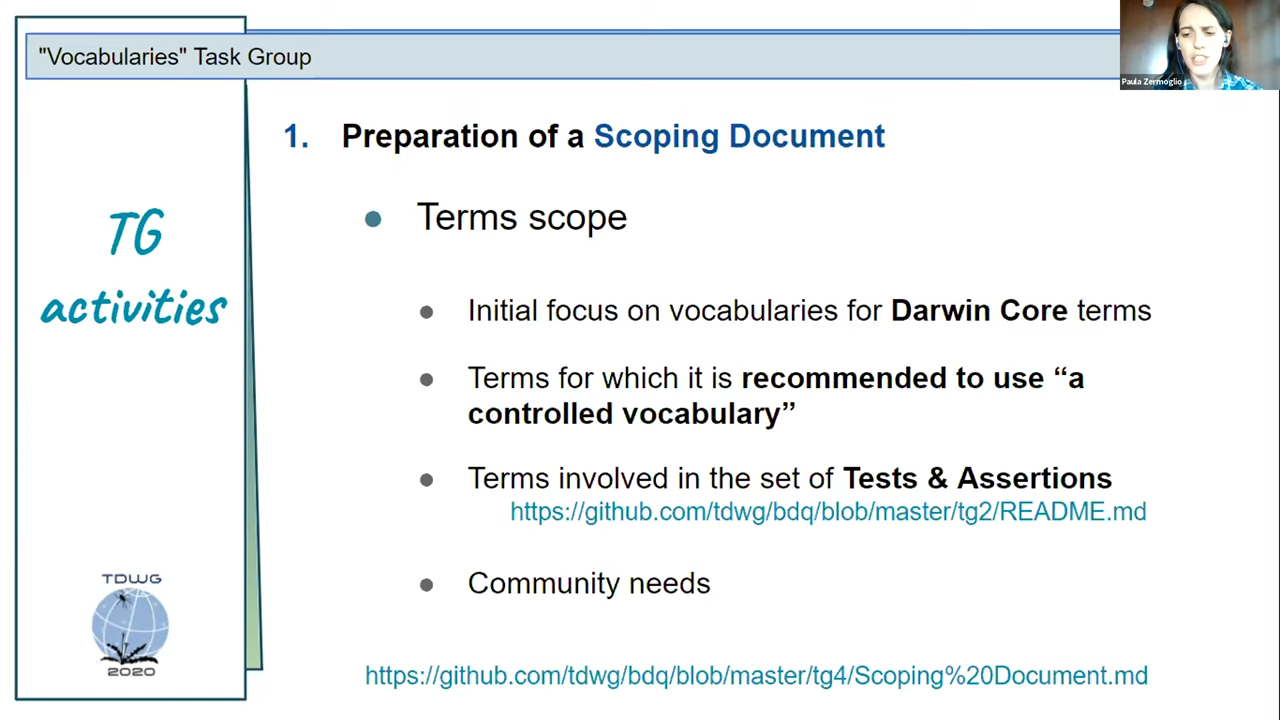 "Vocabularies" Task Group
Paula Zermoglio
1. Preparation of a Scoping Document
TG
activities
Terms scope
Initial focus on vocabularies for Darwin Core terms
Terms for which it is recommended to use “a
controlled vocabulary”
Terms involved in the set of Tests & Assertions
https://github.com/tdwg/bdq/blob/master/tg2/README.md
Community needs
TDWG
2020
https://github.com/tdwg/bdq/blob/master/tg4/Scoping%20Document.md